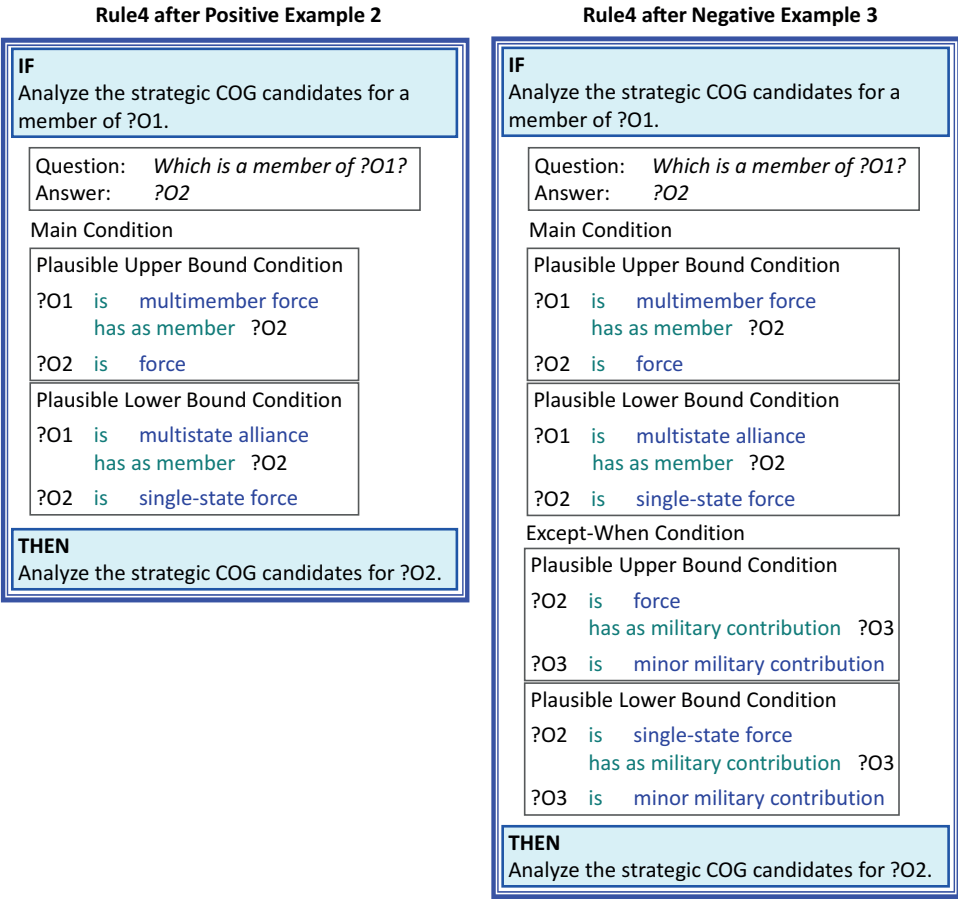 Rule4 after Positive Example 2
IF
Analyze the strategic COG candidates for a
member of ?O1.
Question: Which is a member of ?O1?
Answer: ?O2
Main Condition
Plausible Upper Bound Condition
?O1 is multimember force
has as member ?O2
?O2 is force
Plausible Lower Bound Condition
?O1 is multistate alliance
has as member ?O2
?O2 is single-state force
THEN
Analyze the strategic COG candidates for ?O2.
Rule4 after Negative Example 3
IF
Analyze the strategic COG candidates for a
member of ?O1.
Question: Which is a member of ?O1?
Answer: ?O2
Main Condition
Plausible Upper Bound Condition
?O1 is multimember force
has as member ?O2
?O2 is force
Plausible Lower Bound Condition
?O1 is multistate alliance
has as member ?O2
?O2 is single-state force
Except-When Condition
Plausible Upper Bound Condition
?O2 is force
has as military contribution ?O3
?O3 is minor military contribution
Plausible Lower Bound Condition
?O2 is single-state force
has as military contribution ?O3
?O3 is minor military contribution
THEN
Analyze the strategic COG candidates for ?O2.